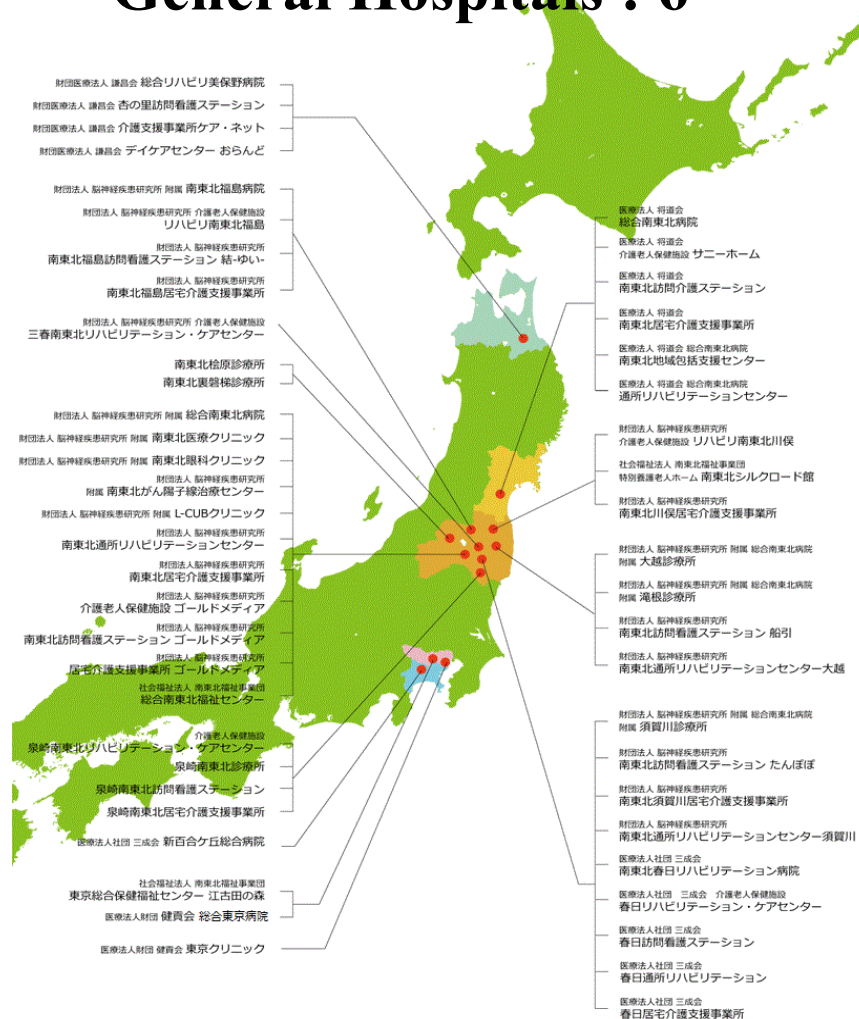 General Hospitals : 6
財団医療法人 謙昌会 総合リハビリ美保野病院
財団医療法人 謙昌会 杏の里訪問看護ステーション
財団医療法人 謙昌会 介護支援事業所ケア・ネット
財団医療法人 謙昌会 デイケアセンター おらんど
財団法人 脳神経疾患研究所 附属 南東北福島病院
財団法人 脳神経疾患研究所 介護老人保健施設
リハビリ南東北福島
財団法人 脳神経疾患研究所
南東北福島訪問看護ステーション 結-ゆい-
財団法人 脳神経疾患研究所
南東北福島居宅介護支援事業所
財団法人 脳神経疾患研究所 介護老人保健施設
三春南東北リハビリテーション・ケアセンター
南東北桧原診療所
南東北裏磐梯診療所
財団法人 脳神経疾患研究所 附属 総合南東北病院
財団法人 脳神経疾患研究所 附属 南東北医療クリニック
財団法人 脳神経疾患研究所 附属 南東北眼科クリニック
財団法人 脳神経疾患研究所
附属 南東北がん陽子線治療センター
財団法人 脳神経疾患研究所 附属 L-CUBクリニック
財団法人 脳神経疾患研究所
南東北通所リハビリテーションセンター
財団法人 脳神経疾患研究所
南東北居宅介護支援事業所
財団法人 脳神経疾患研究所
介護老人保健施設 ゴールドメディア
財団法人 脳神経疾患研究所
南東北訪問看護ステーション ゴールドメディア
財団法人 脳神経疾患研究所
居宅介護支援事業所 ゴールドメディア
社会福祉法人 南東北福祉事業団
総合南東北福祉センター
介護老人保健施設
泉崎南東北リハビリテーション・ケアセンター
泉崎南東北診療所
泉崎南東北訪問看護ステーション
泉崎南東北居宅介護支援事業所
医療法人社団 三成会 新百合ケ丘総合病院
社会福祉法人 南東北福祉事業団
東京総合保健福祉センター 江古田の森
医療法人財団 健貢会 総合東京病院
医療法人財団 健貢会 東京クリニック
医療法人 将道会
総合南東北病院
医療法人 将道会
介護老人保健施設 サニーホーム
医療法人 将道会
南東北訪問介護ステーション
医療法人 将道会
南東北居宅介護支援事業所
医療法人 将道会 総合南東北病院
南東北地域包括支援センター
医療法人 将道会 総合南東北病院
通所リハビリテーションセンター
財団法人 脳神経疾患研究所
介護老人保健施設 リハビリ南東北川俣
社会福祉法人 南東北福祉事業団
特別養護老人ホーム 南東北シルクロード館
財団法人 脳神経疾患研究所
南東北川俣居宅介護支援事業所
財団法人 脳神経疾患研究所 附属 総合南東北病院
附属 大越診療所
財団法人 脳神経疾患研究所 附属 総合南東北病院
附属 滝根診療所
財団法人 脳神経疾患研究所
南東北訪問看護ステーション 船引
財団法人 脳神経疾患研究所
南東北通所リハビリテーションセンター大越
財団法人 脳神経疾患研究所 附属 総合南東北病院
附属 須賀川診療所
財団法人 脳神経疾患研究所
南東北訪問看護ステーション たんぽぽ
財団法人 脳神経疾患研究所
南東北須賀川居宅介護支援事業所
財団法人 脳神経疾患研究所
南東北通所リハビリテーションセンター須賀川
医療法人社団 三成会
南東北春日リハビリテーション病院
医療法人社団 三成会 介護老人保健施設
春日リハビリテーション・ケアセンター
医療法人社団 三成会
春日訪問看護ステーション
医療法人社団 三成会
春日通所リハビリテーション
医療法人社団 三成会
春日居宅介護支援事業所